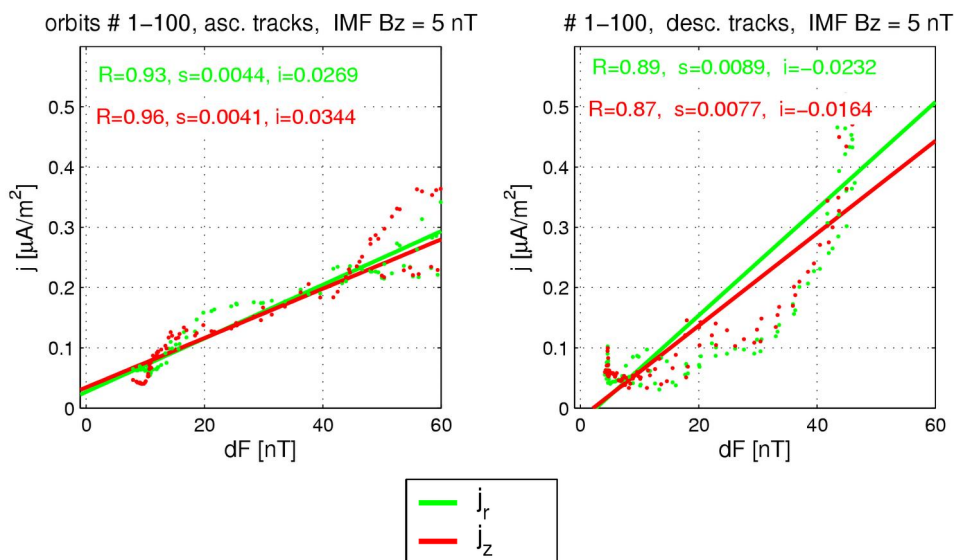 orbits # 1−100, asc. tracks, IMF Bz = 5 nT
R=0.93, s=0.0044, i=0.0269
R=0.96, s=0.0041, i=0.0344
0.5
0.4
0.3
0.2
0.1
0
j [µA/m²]
0 20 40 60
dF [nT]
# 1−100, desc. tracks, IMF Bz = 5 nT
R=0.89, s=0.0089, i=−0.0232
R=0.87, s=0.0077, i=−0.0164
0.5
0.4
0.3
0.2
0.1
0
j [µA/m²]
0 20 40 60
dF [nT]
j_r
j_z